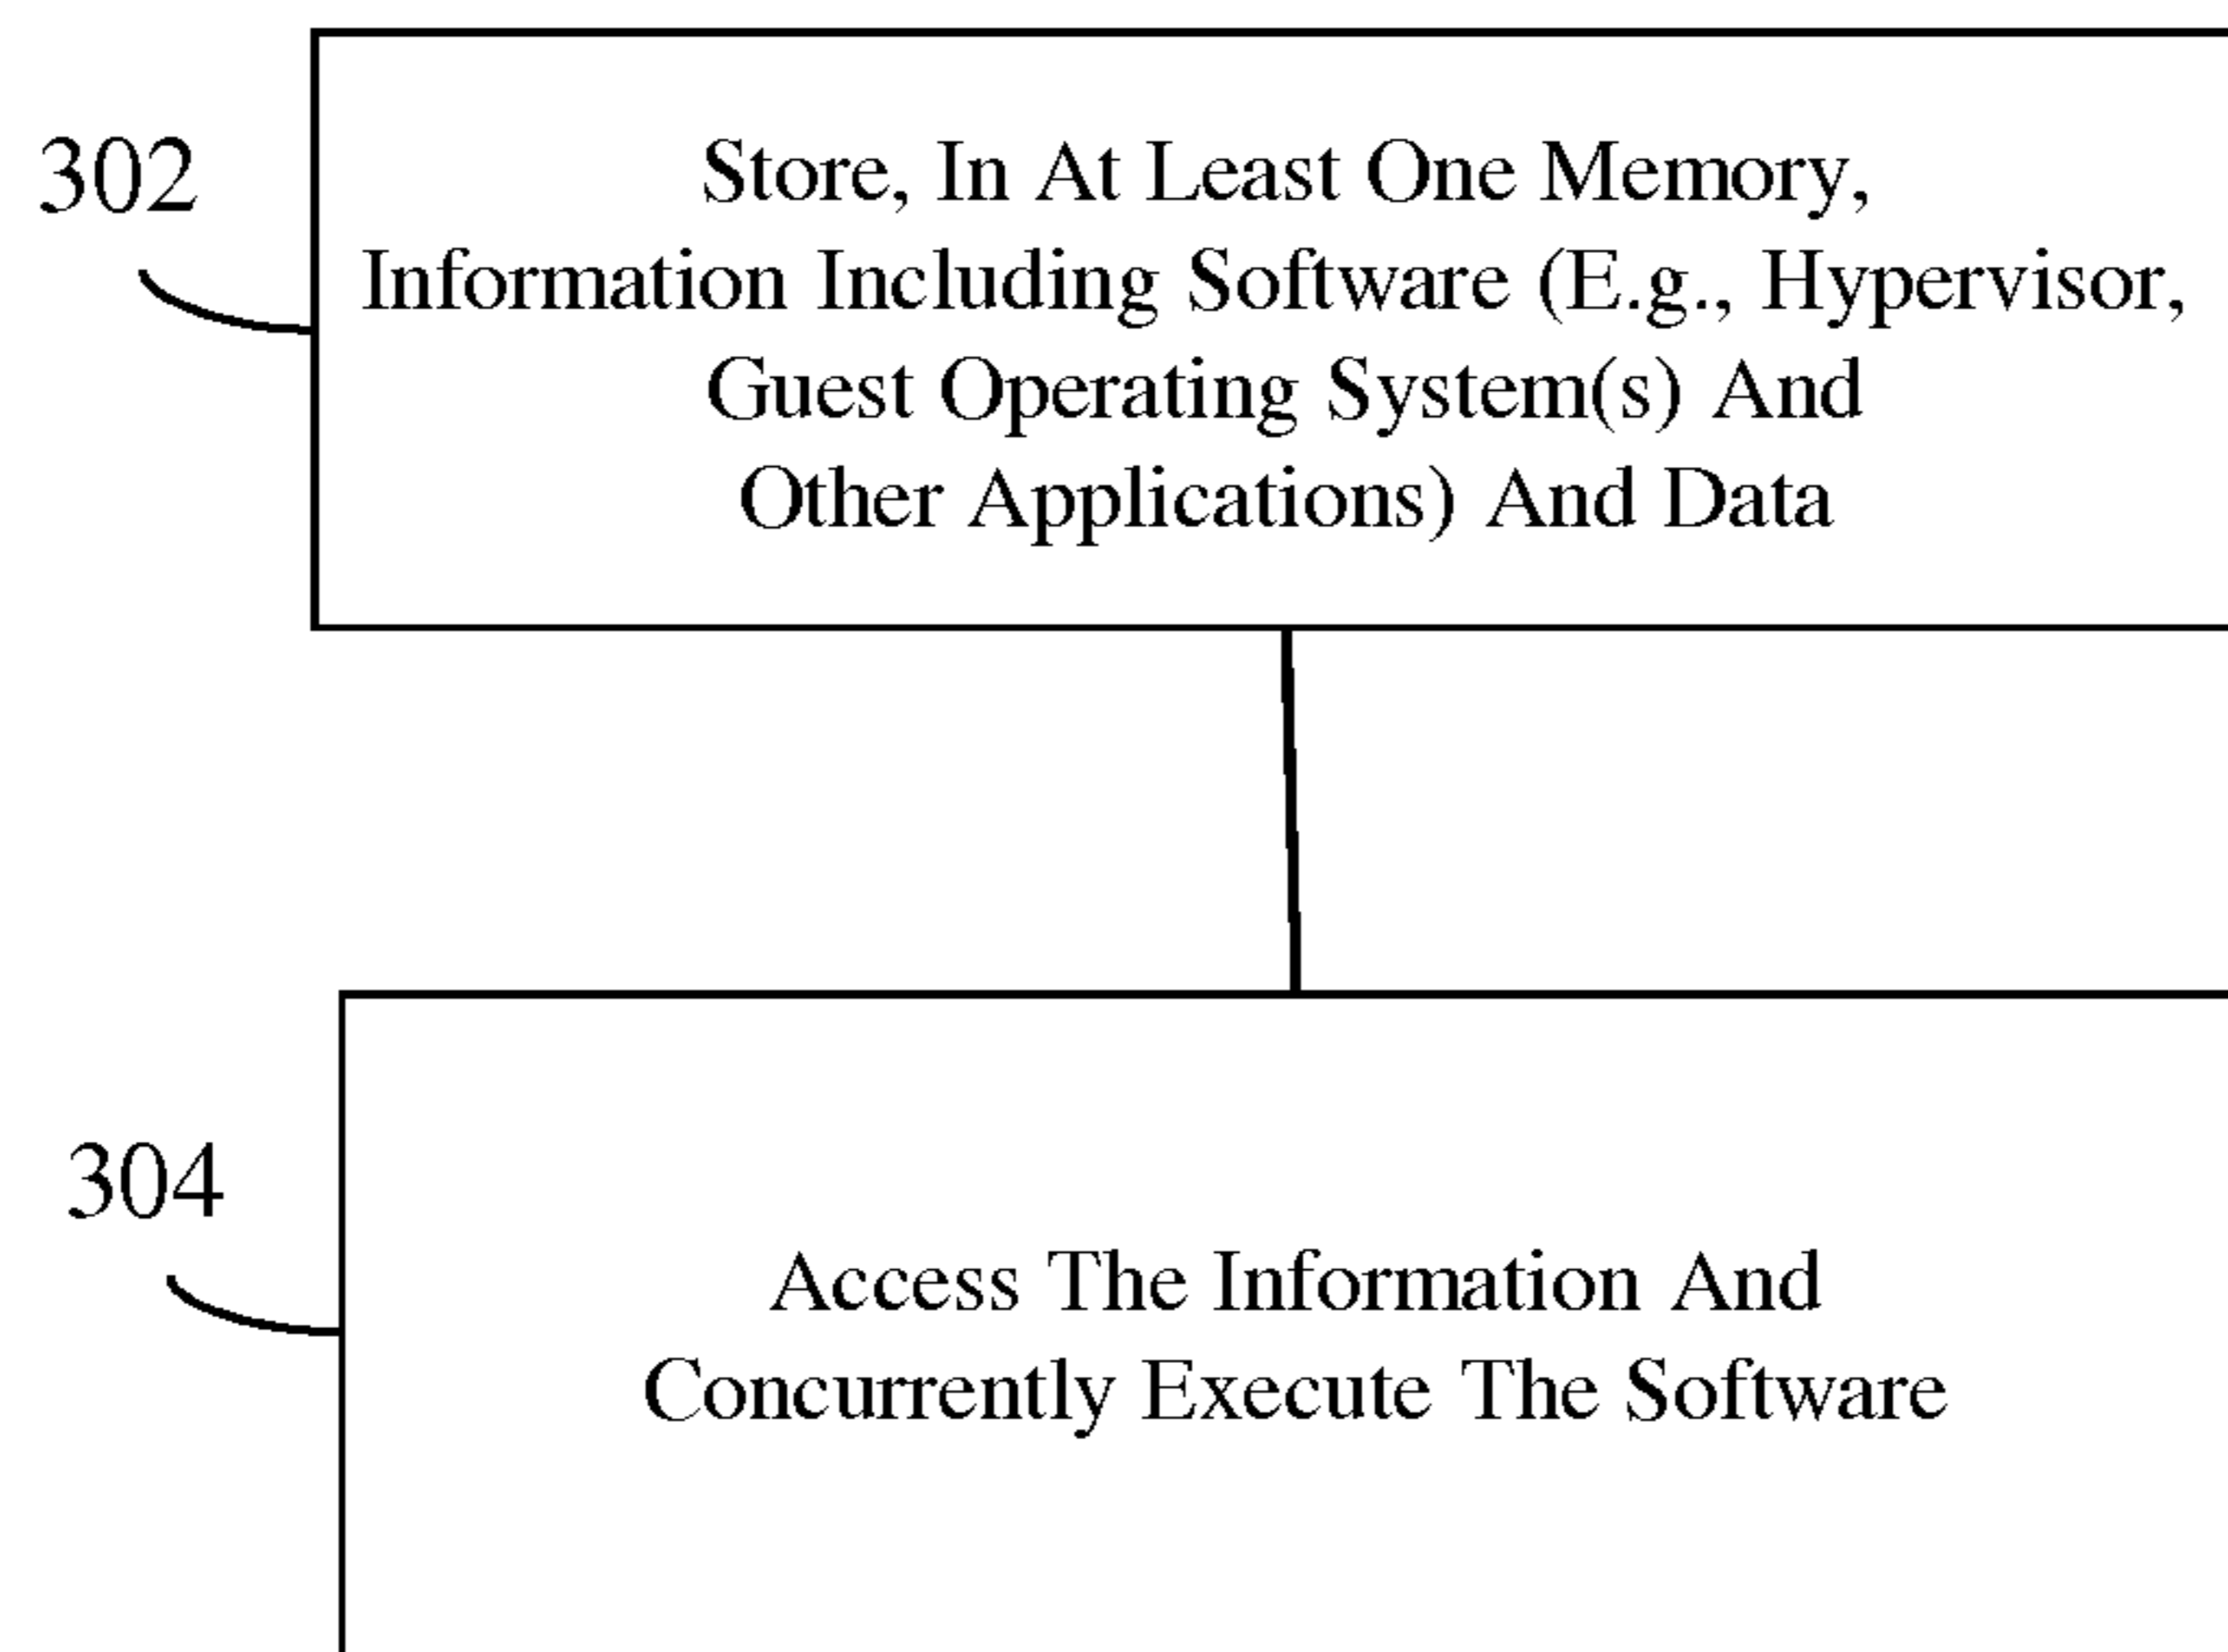 302
Store, In At Least One Memory,
Information Including Software (E.g., Hypervisor,
Guest Operating System(s) And
Other Applications) And Data
304
Access The Information And
Concurrently Execute The Software